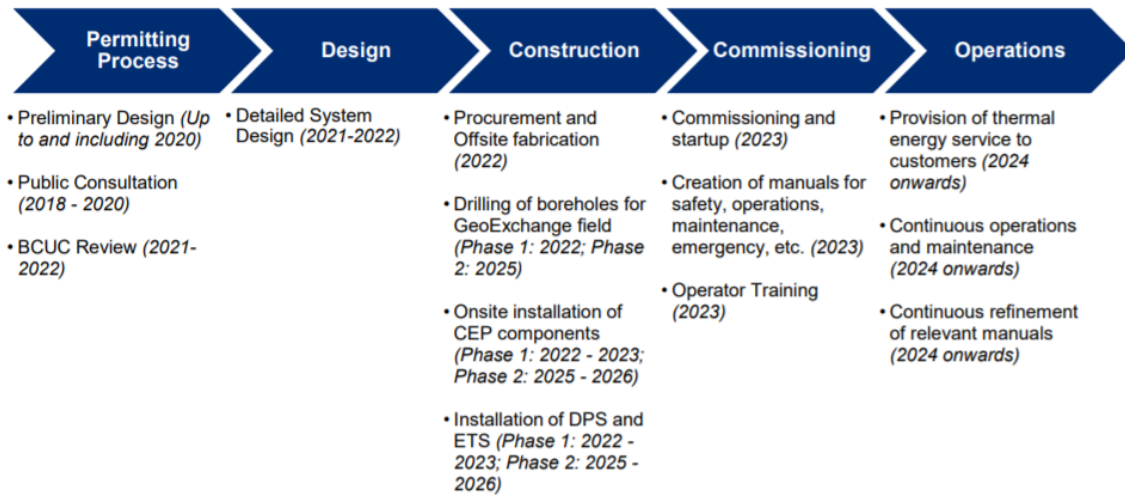 Permitting
Process
Design
Construction
Commissioning
Operations
• Preliminary Design (Up
to and including 2020)
• Public Consultation
(2018 - 2020)
• BCUC Review (2021-
2022)
• Detailed System
Design (2021-2022)
• Procurement and
Offsite fabrication
(2022)
• Drilling of boreholes for
GeoExchange field
(Phase 1: 2022; Phase
2: 2025)
• Onsite installation of
CEP components
(Phase 1: 2022 - 2023;
Phase 2: 2025 - 2026)
• Installation of DPS and
ETS (Phase 1: 2022 -
2023; Phase 2: 2025 -
2026)
• Commissioning and
startup (2023)
• Creation of manuals for
safety, operations,
maintenance,
emergency, etc. (2023)
• Operator Training
(2023)
• Provision of thermal
energy service to
customers (2024
onwards)
• Continuous operations
and maintenance
(2024 onwards)
• Continuous refinement
of relevant manuals
(2024 onwards)